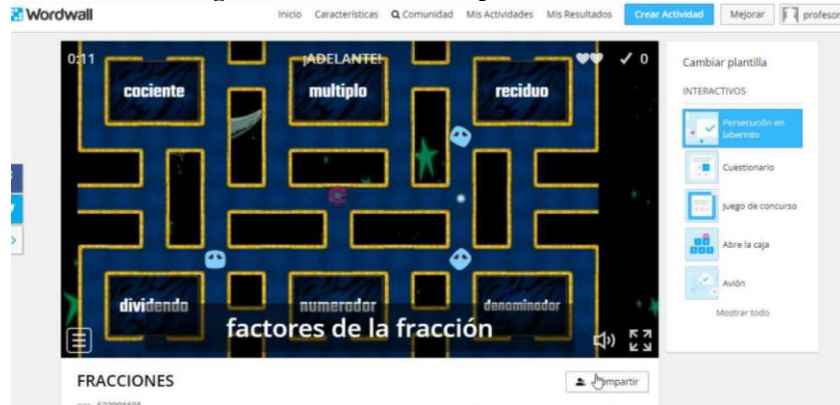 Wordwall
Inicio Características Comunidad Mis Actividades Mis Resultados Crear Actividad Mejorar profesor
0:11 ¡ADELANTE! 0
cociente multiplo reciduo
dividendo numerador denominador
factores de la fracción
Cambiar plantilla
INTERACTIVOS
Persecución en
laberinto
Cuestionario
Juego de concurso
Abre la caja
Avión
Mostrar todo
FRACCIONES